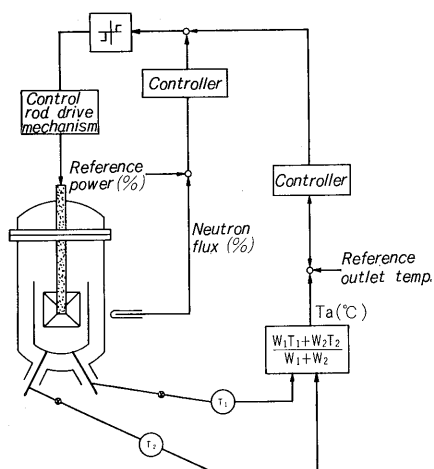 Control
rod drive
mechanism
Controller
Reference
power (%)
Neutron
flux (%)
Controller
Reference
outlet temp.
Ta (°C)
W₁T₁+W₂T₂
W₁+W₂
T₁
T₂